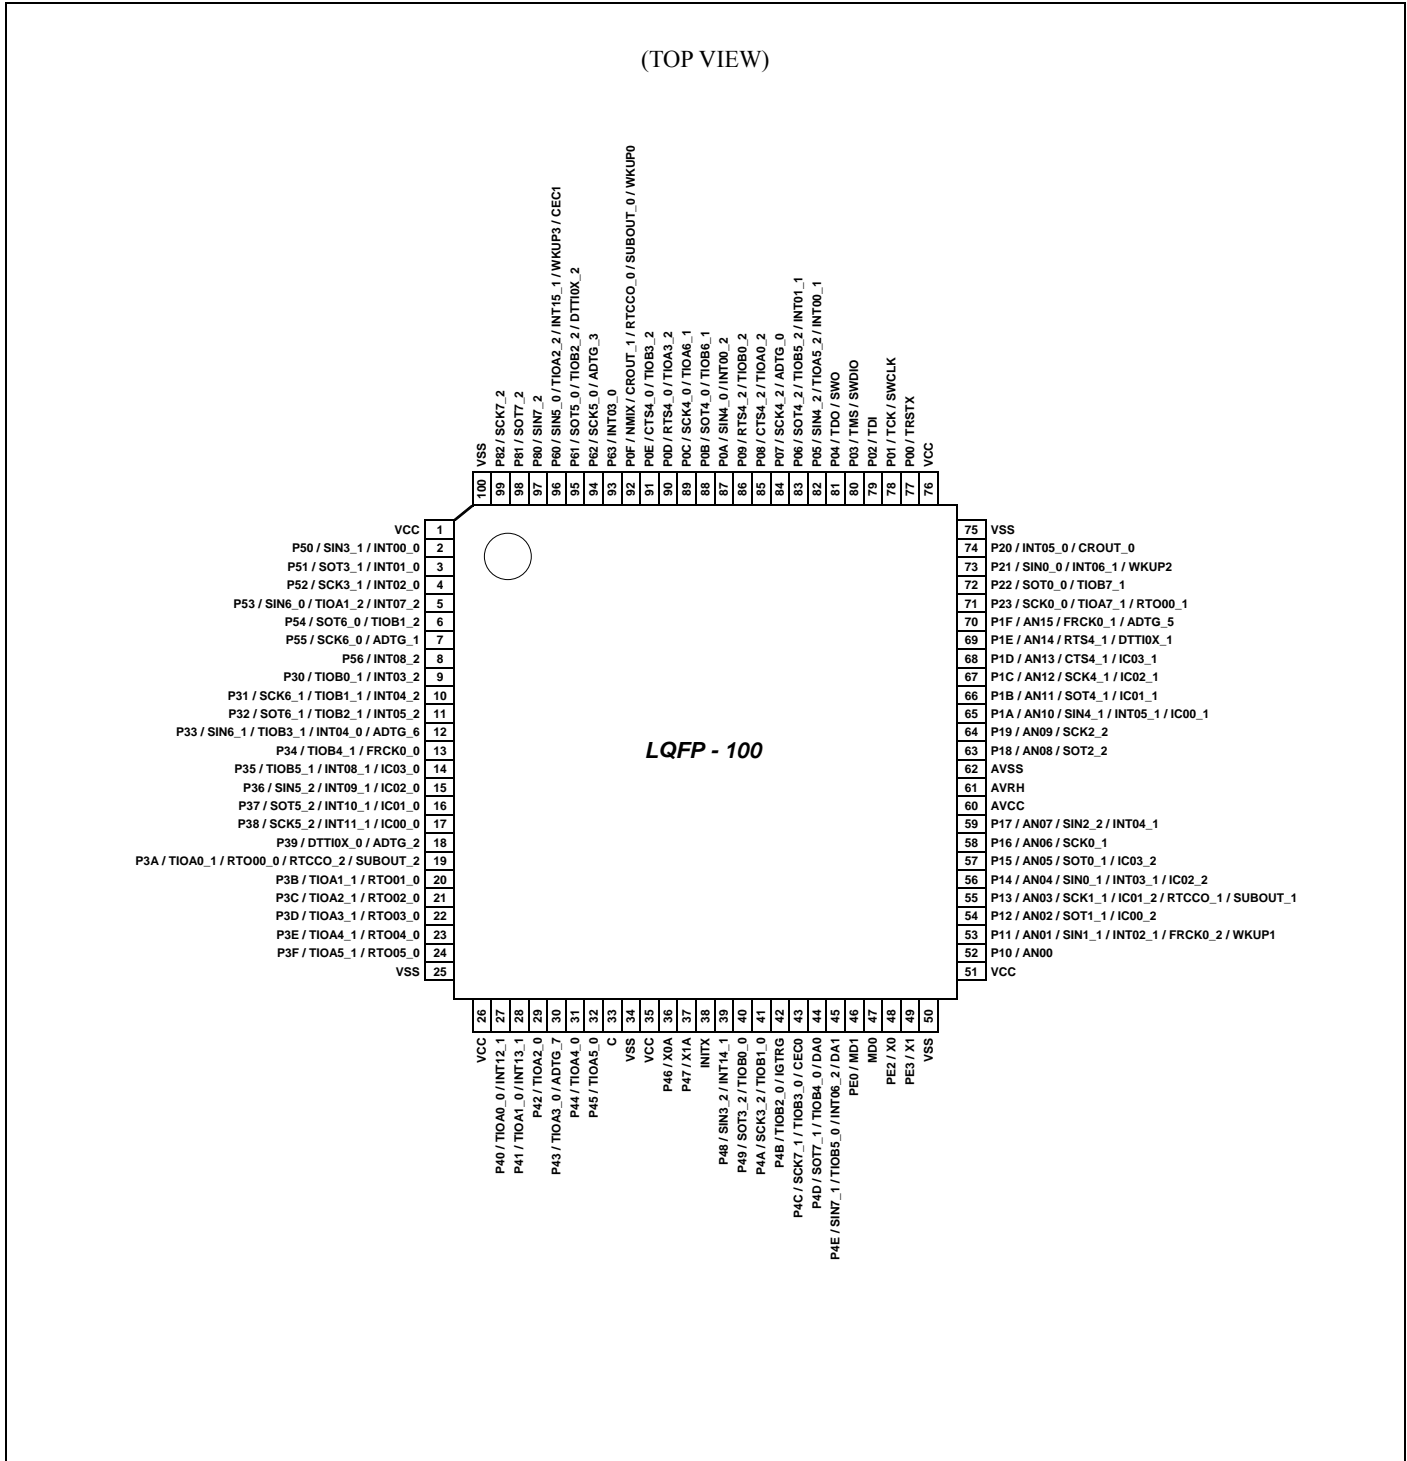 (TOP VIEW)
VSS
P82 / SCK7_2
P81 / SOT7_2
P80 / SIN7_2
P60 / SIN5_0 / TIOA2_2 / INT15_1 / WKUP3 / CEC1
P61 / SOT5_0 / TIOB2_2 / DTTI0X_2
P62 / SCK5_0 / ADTG_3
P63 / INT03_0
P0F / NMIX / CROUT_1 / RTCCO_0 / SUBOUT_0 / WKUP0
P0E / CTS4_0 / TIOB3_2
P0D / RTS4_0 / TIOA3_2
P0C / SCK4_0 / TIOA6_1
P0B / SOT4_0 / TIOB6_1
P0A / SIN4_0 / INT00_2
P09 / RTS4_2 / TIOB0_2
P08 / CTS4_2 / TIOA0_2
P07 / SCK4_2 / ADTG_0
P06 / SOT4_2 / TIOB5_2 / INT01_1
P05 / SIN4_2 / TIOA5_2 / INT00_1
P04 / TDO / SWO
P03 / TMS / SWDIO
P02 / TDI
P01 / TCK / SWCLK
P00 / TRSTX
VCC
100 99 98 97 96 95 94 93 92 91 90 89 88 87 86 85 84 83 82 81 80 79 78 77 76
VCC 1
P50 / SIN3_1 / INT00_0 2
P51 / SOT3_1 / INT01_0 3
P52 / SCK3_1 / INT02_0 4
P53 / SIN6_0 / TIOA1_2 / INT07_2 5
P54 / SOT6_0 / TIOB1_2 6
P55 / SCK6_0 / ADTG_1 7
P56 / INT08_2 8
P30 / TIOB0_1 / INT03_2 9
P31 / SCK6_1 / TIOB1_1 / INT04_2 10
P32 / SOT6_1 / TIOB2_1 / INT05_2 11
P33 / SIN6_1 / TIOB3_1 / INT04_0 / ADTG_6 12
P34 / TIOB4_1 / FRCK0_0 13
P35 / TIOB5_1 / INT08_1 / IC03_0 14
P36 / SIN5_2 / INT09_1 / IC02_0 15
P37 / SOT5_2 / INT10_1 / IC01_0 16
P38 / SCK5_2 / INT11_1 / IC00_0 17
P39 / DTTI0X_0 / ADTG_2 18
P3A / TIOA0_1 / RTO00_0 / RTCCO_2 / SUBOUT_2 19
P3B / TIOA1_1 / RTO01_0 20
P3C / TIOA2_1 / RTO02_0 21
P3D / TIOA3_1 / RTO03_0 22
P3E / TIOA4_1 / RTO04_0 23
P3F / TIOA5_1 / RTO05_0 24
VSS 25
LQFP - 100
75 VSS
74 P20 / INT05_0 / CROUT_0
73 P21 / SIN0_0 / INT06_1 / WKUP2
72 P22 / SOT0_0 / TIOB7_1
71 P23 / SCK0_0 / TIOA7_1 / RTO00_1
70 P1F / AN15 / FRCK0_1 / ADTG_5
69 P1E / AN14 / RTS4_1 / DTTI0X_1
68 P1D / AN13 / CTS4_1 / IC03_1
67 P1C / AN12 / SCK4_1 / IC02_1
66 P1B / AN11 / SOT4_1 / IC01_1
65 P1A / AN10 / SIN4_1 / INT05_1 / IC00_1
64 P19 / AN09 / SCK2_2
63 P18 / AN08 / SOT2_2
62 AVSS
61 AVRH
60 AVCC
59 P17 / AN07 / SIN2_2 / INT04_1
58 P16 / AN06 / SCK0_1
57 P15 / AN05 / SOT0_1 / IC03_2
56 P14 / AN04 / SIN0_1 / INT03_1 / IC02_2
55 P13 / AN03 / SCK1_1 / IC01_2 / RTCCO_1 / SUBOUT_1
54 P12 / AN02 / SOT1_1 / IC00_2
53 P11 / AN01 / SIN1_1 / INT02_1 / FRCK0_2 / WKUP1
52 P10 / AN00
51 VCC
26 27 28 29 30 31 32 33 34 35 36 37 38 39 40 41 42 43 44 45 46 47 48 49 50
VCC
P40 / TIOA0_0 / INT12_1
P41 / TIOA1_0 / INT13_1
P42 / TIOA2_0
P43 / TIOA3_0 / ADTG_7
P44 / TIOA4_0
P45 / TIOA5_0
C
VSS
VCC
P46 / X0A
P47 / X1A
INITX
P48 / SIN3_2 / INT14_1
P49 / SOT3_2 / TIOB0_0
P4A / SCK3_2 / TIOB1_0
P4B / TIOB2_0 / IGTRG
P4C / SCK7_1 / TIOB3_0 / CEC0
P4D / SOT7_1 / TIOB4_0 / DA0
P4E / SIN7_1 / TIOB5_0 / INT06_2 / DA1
PE0 / MD1
MD0
PE2 / X0
PE3 / X1
VSS